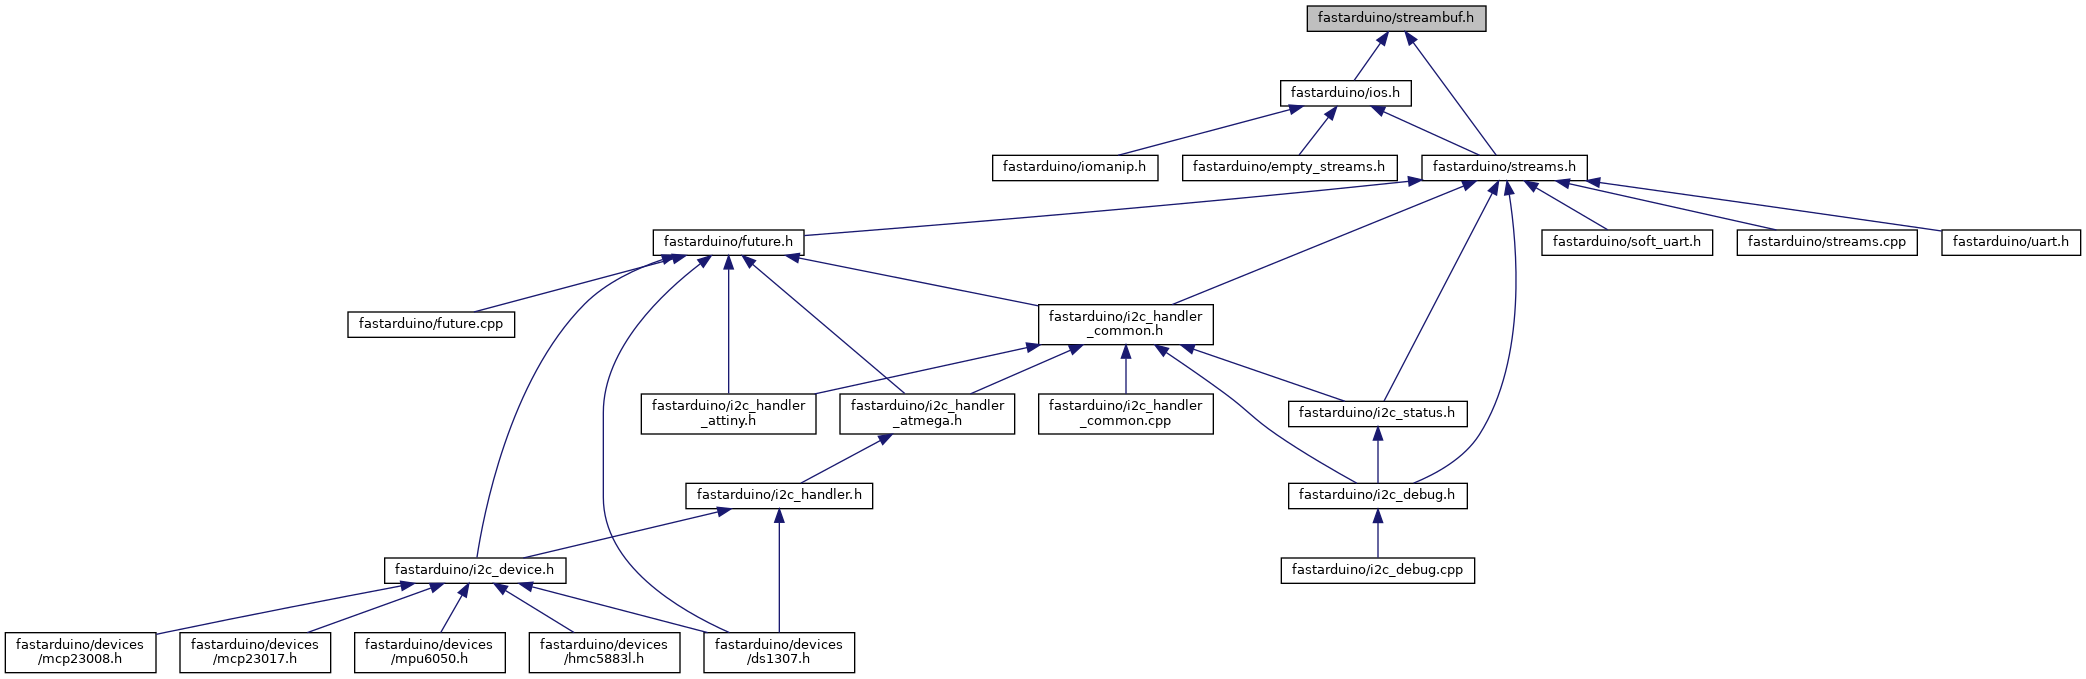 fastarduino/streambuf.h
fastarduino/ios.h
fastarduino/iomanip.h
fastarduino/empty_streams.h
fastarduino/streams.h
fastarduino/future.h
fastarduino/soft_uart.h
fastarduino/streams.cpp
fastarduino/uart.h
fastarduino/future.cpp
fastarduino/i2c_handler
_common.h
fastarduino/i2c_handler
_attiny.h
fastarduino/i2c_handler
_atmega.h
fastarduino/i2c_handler
_common.cpp
fastarduino/i2c_status.h
fastarduino/i2c_handler.h
fastarduino/i2c_debug.h
fastarduino/i2c_device.h
fastarduino/i2c_debug.cpp
fastarduino/devices
/mcp23008.h
fastarduino/devices
/mcp23017.h
fastarduino/devices
/mpu6050.h
fastarduino/devices
/hmc5883l.h
fastarduino/devices
/ds1307.h